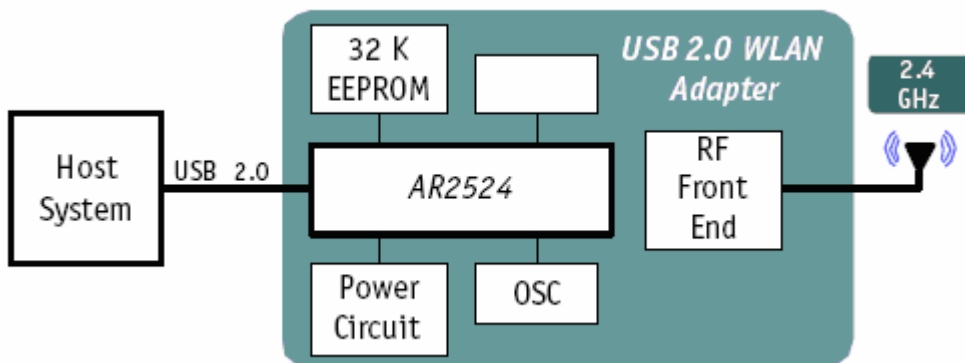 32 K
EEPROM
USB 2.0 WLAN
Adapter
2.4
GHz
Host
System
USB 2.0
AR2524
RF
Front
End
Power
Circuit
OSC